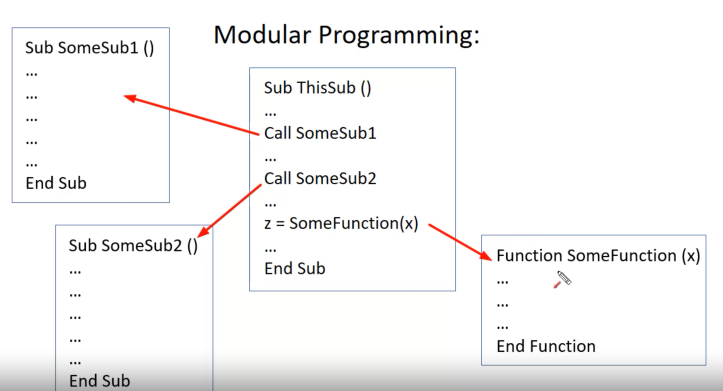 Modular Programming:
Sub SomeSub1 ()
...
...
...
...
...
End Sub
Sub ThisSub ()
...
Call SomeSub1
...
Call SomeSub2
...
z = SomeFunction(x)
...
End Sub
Sub SomeSub2 ()
...
...
...
...
...
End Sub
Function SomeFunction (x)
...
...
...
End Function